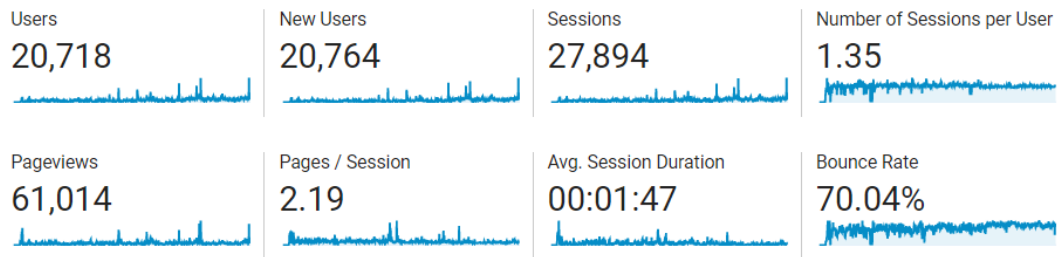 Users
20,718
New Users
20,764
Sessions
27,894
Number of Sessions per User
1.35
Pageviews
61,014
Pages / Session
2.19
Avg. Session Duration
00:01:47
Bounce Rate
70.04%